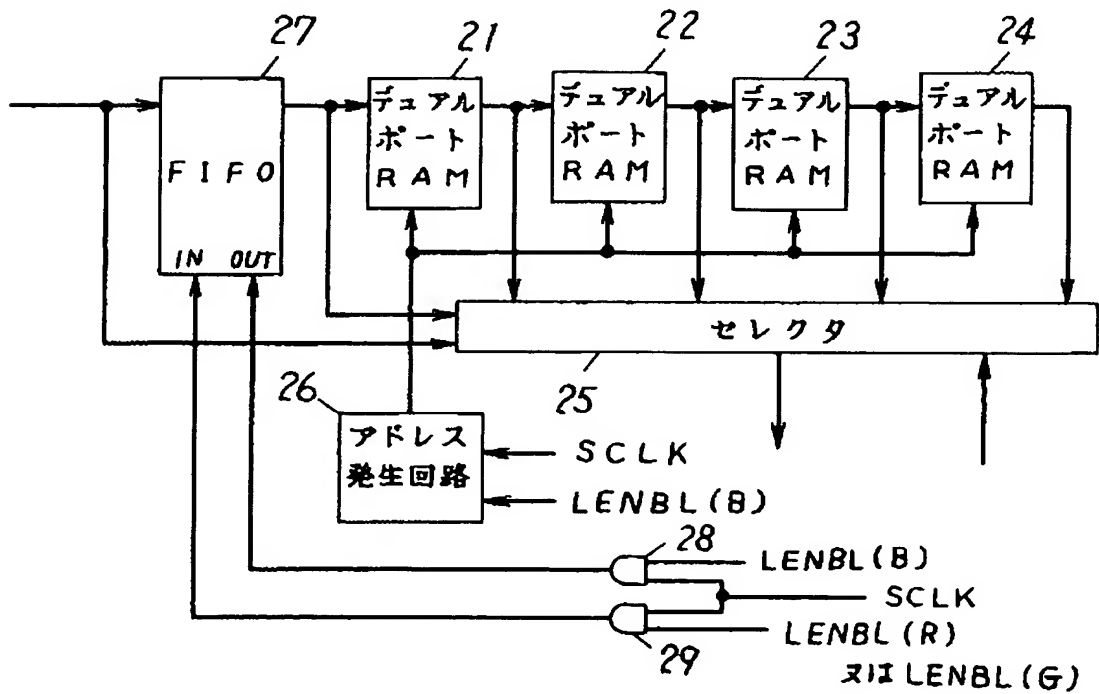 27
21
22
23
24
デュアル
ポート
RAM
デュアル
ポート
RAM
デュアル
ポート
RAM
デュアル
ポート
RAM
FIFO
IN OUT
セレクタ
25
26
アドレス
発生回路
SCLK
LENBL(B)
28
LENBL(B)
SCLK
29
LENBL(R)
又は LENBL(G)